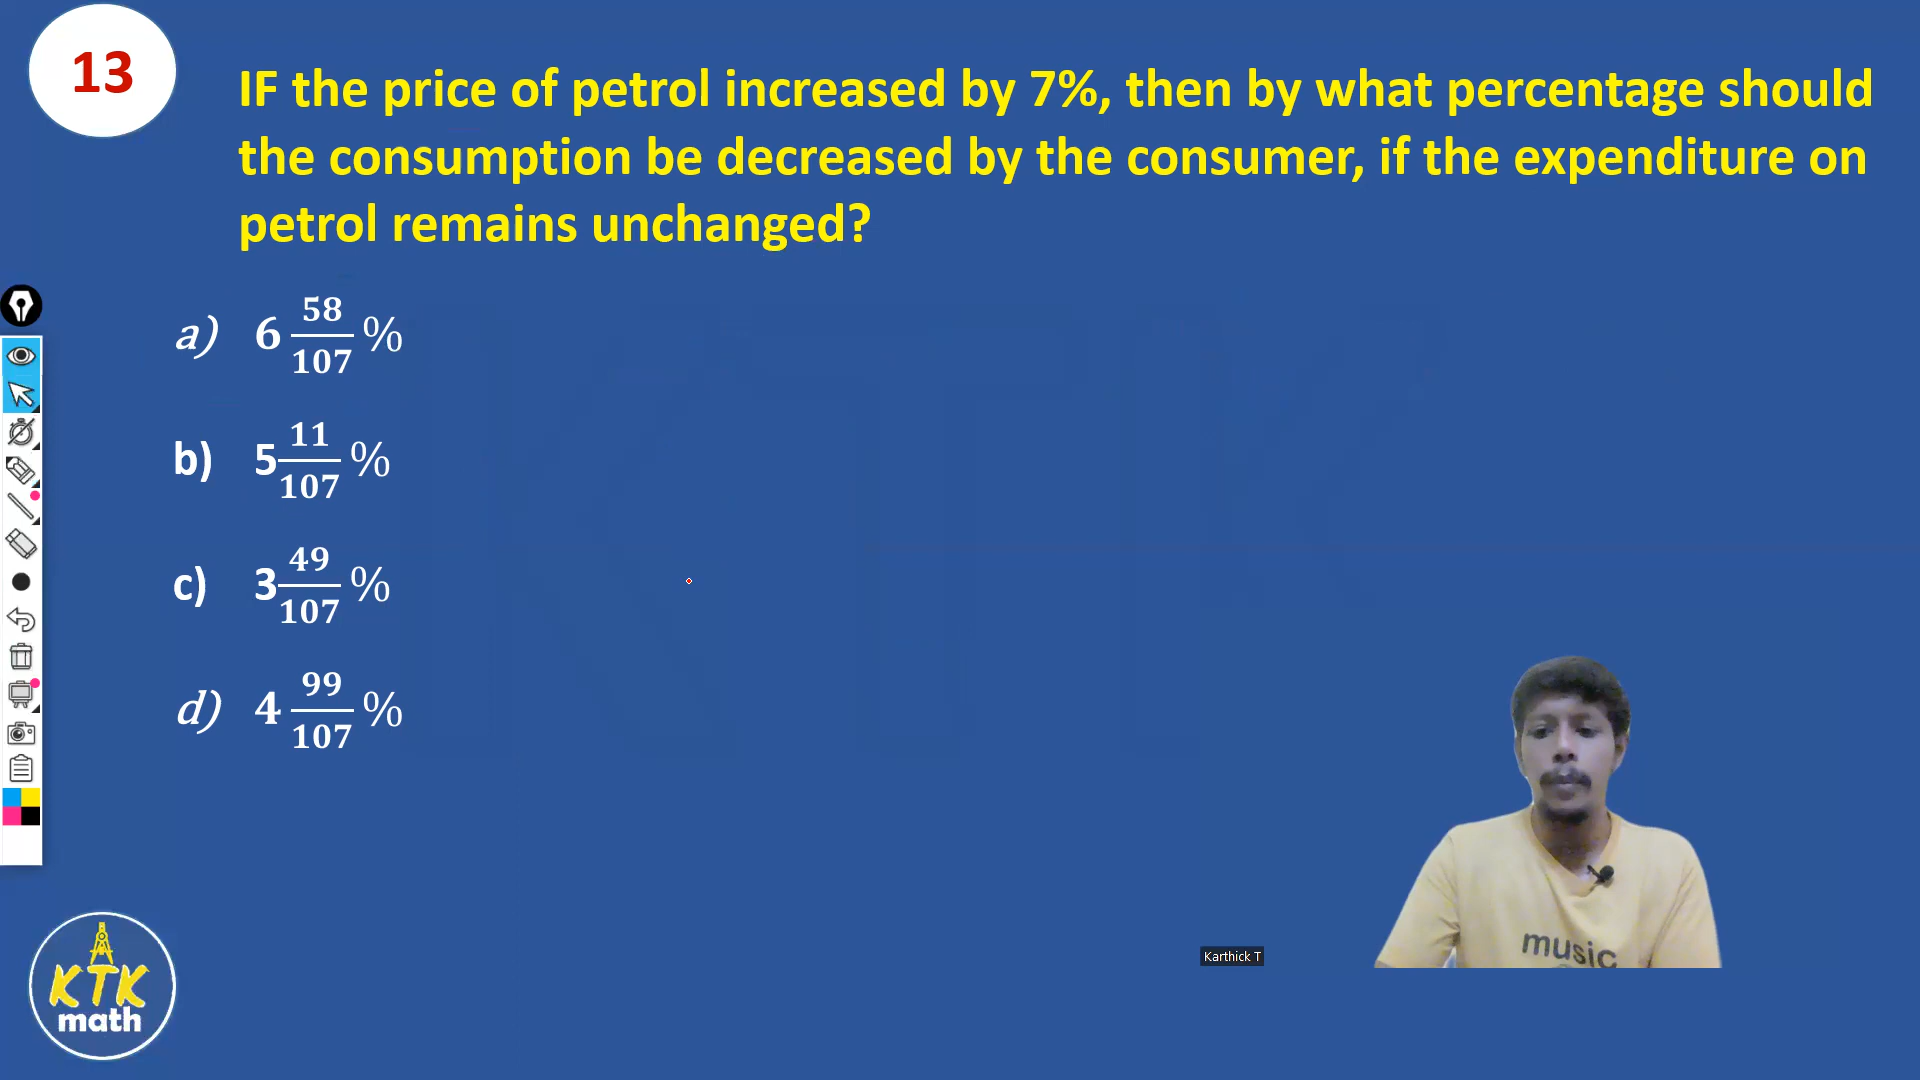 13
IF the price of petrol increased by 7%, then by what percentage should
the consumption be decreased by the consumer, if the expenditure on
petrol remains unchanged?
a) 6 58/107 %
b) 5 11/107 %
c) 3 49/107 %
d) 4 99/107 %
music
Karthick T
KTK
math